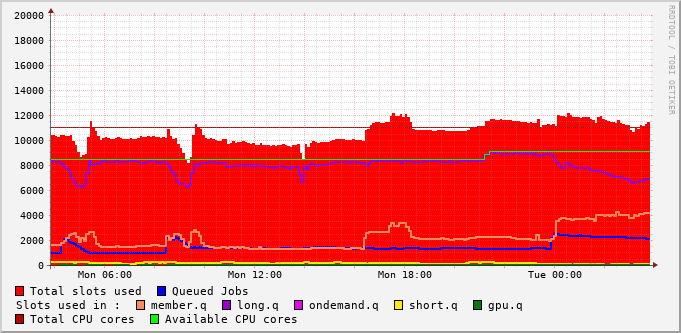 20000
18000
16000
14000
12000
10000
8000
6000
4000
2000
0
Mon 06:00 Mon 12:00 Mon 18:00 Tue 00:00
Total slots used Queued Jobs
Slots used in : member.q long.q ondemand.q short.q gpu.q
Total CPU cores Available CPU cores
RRDTOOL / TOBI OETIKER